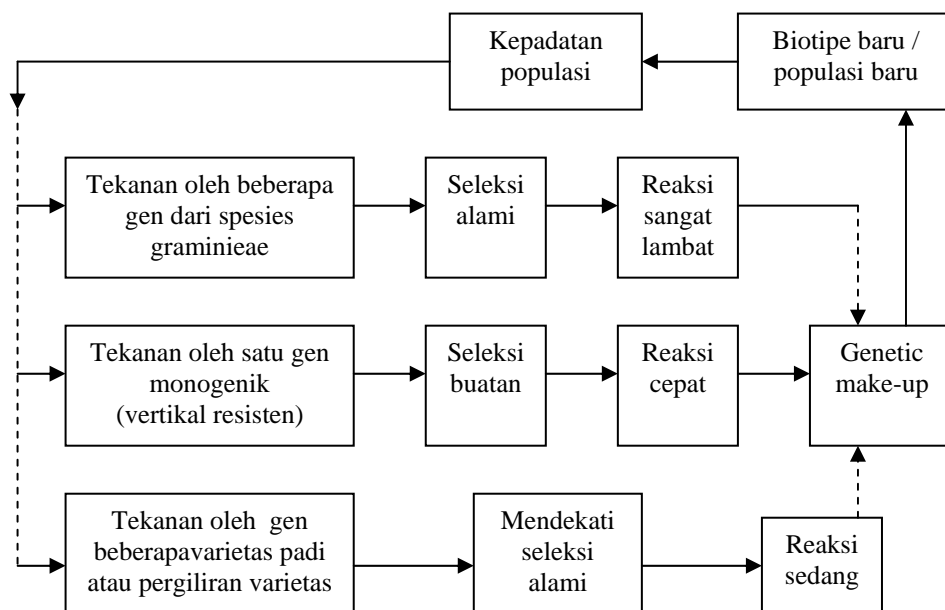 Kepadatan
populasi
Biotipe baru /
populasi baru
Tekanan oleh beberapa
gen dari spesies
graminieae
Seleksi
alami
Reaksi
sangat
lambat
Tekanan oleh satu gen
monogenik
(vertikal resisten)
Seleksi
buatan
Reaksi
cepat
Genetic
make-up
Tekanan oleh  gen
beberapavarietas padi
atau pergiliran varietas
Mendekati
seleksi
alami
Reaksi
sedang